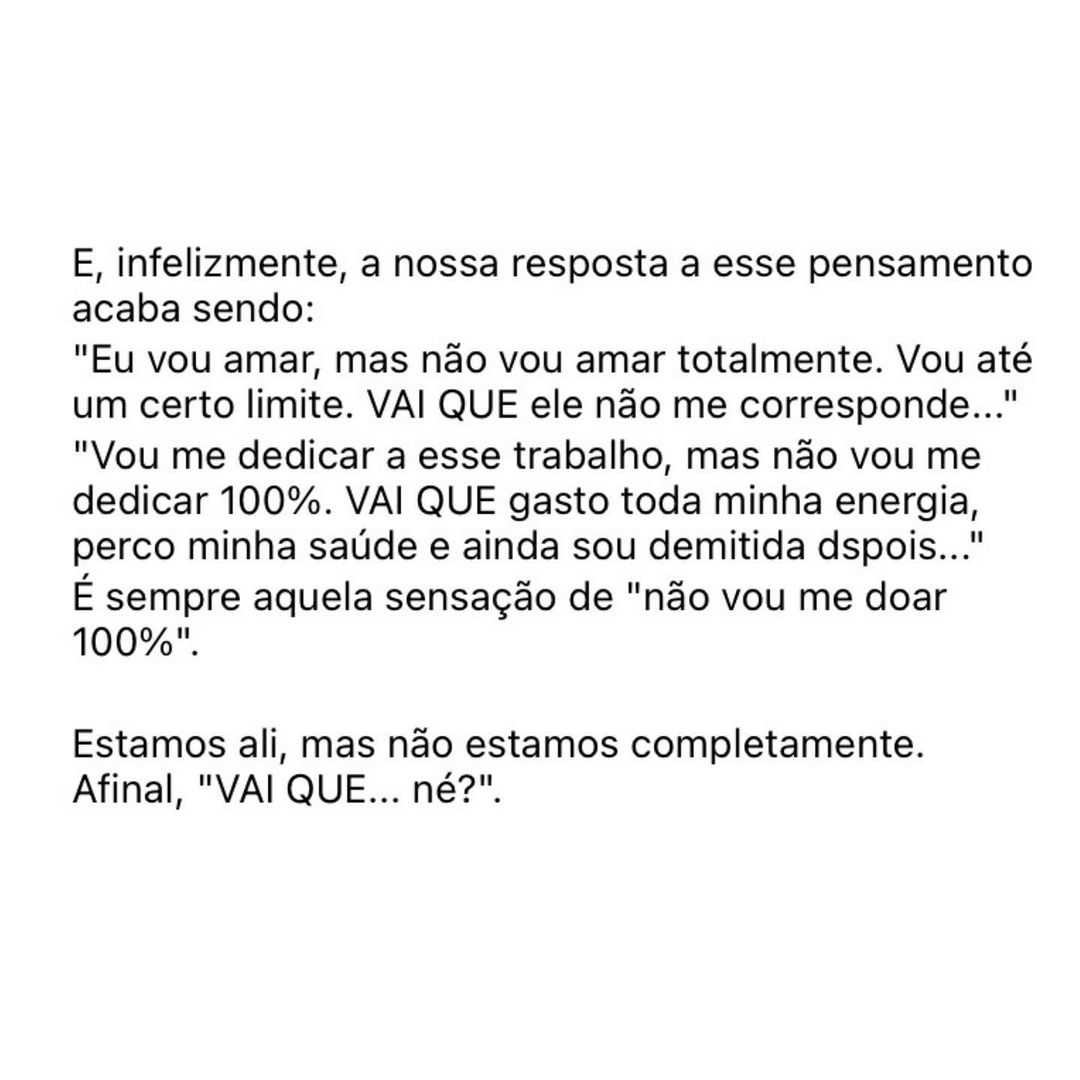 E, infelizmente, a nossa resposta a esse pensamento
acaba sendo:
"Eu vou amar, mas não vou amar totalmente. Vou até
um certo limite. VAI QUE ele não me corresponde..."
"Vou me dedicar a esse trabalho, mas não vou me
dedicar 100%. VAI QUE gasto toda minha energia,
perco minha saúde e ainda sou demitida dspois..."
É sempre aquela sensação de "não vou me doar
100%".
Estamos ali, mas não estamos completamente.
Afinal, "VAI QUE... né?".